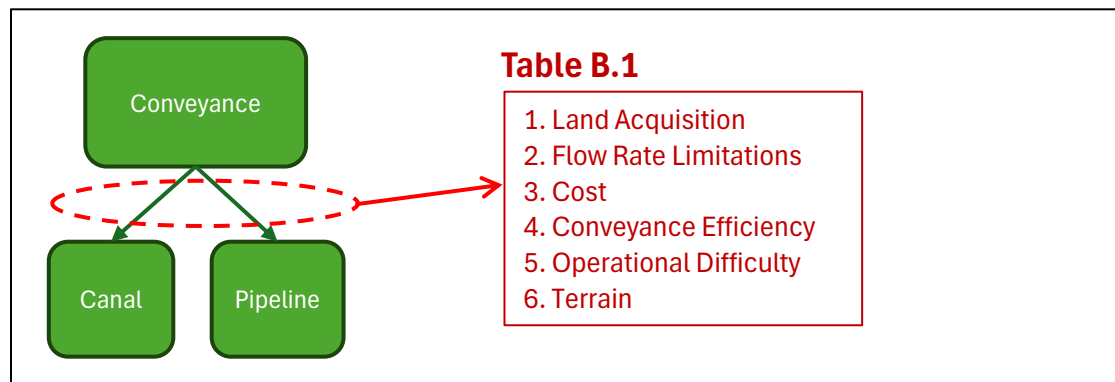 Conveyance
Canal
Pipeline
Table B.1
1. Land Acquisition
2. Flow Rate Limitations
3. Cost
4. Conveyance Efficiency
5. Operational Difficulty
6. Terrain